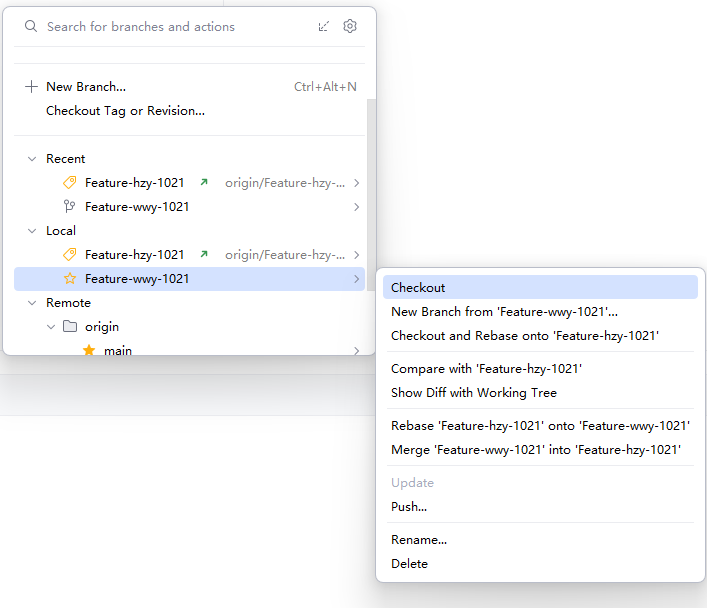 Search for branches and actions
New Branch... Ctrl+Alt+N
Checkout Tag or Revision...
Recent
Feature-hzy-1021 origin/Feature-hzy-...
Feature-wwy-1021
Local
Feature-hzy-1021 origin/Feature-hzy-...
Feature-wwy-1021
Remote
origin
main
Checkout
New Branch from 'Feature-wwy-1021'...
Checkout and Rebase onto 'Feature-hzy-1021'
Compare with 'Feature-hzy-1021'
Show Diff with Working Tree
Rebase 'Feature-hzy-1021' onto 'Feature-wwy-1021'
Merge 'Feature-wwy-1021' into 'Feature-hzy-1021'
Update
Push...
Rename...
Delete